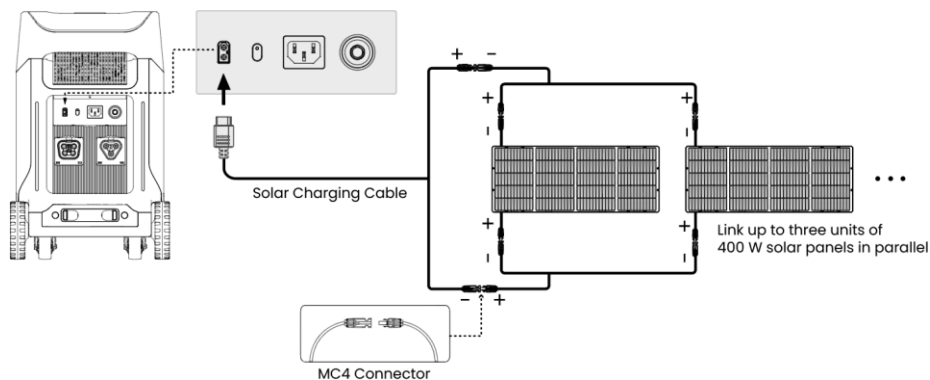 + -
+
-
+
-
Solar Charging Cable
+
-
+
-
Link up to three units of
400 W solar panels in parallel
- +
MC4 Connector